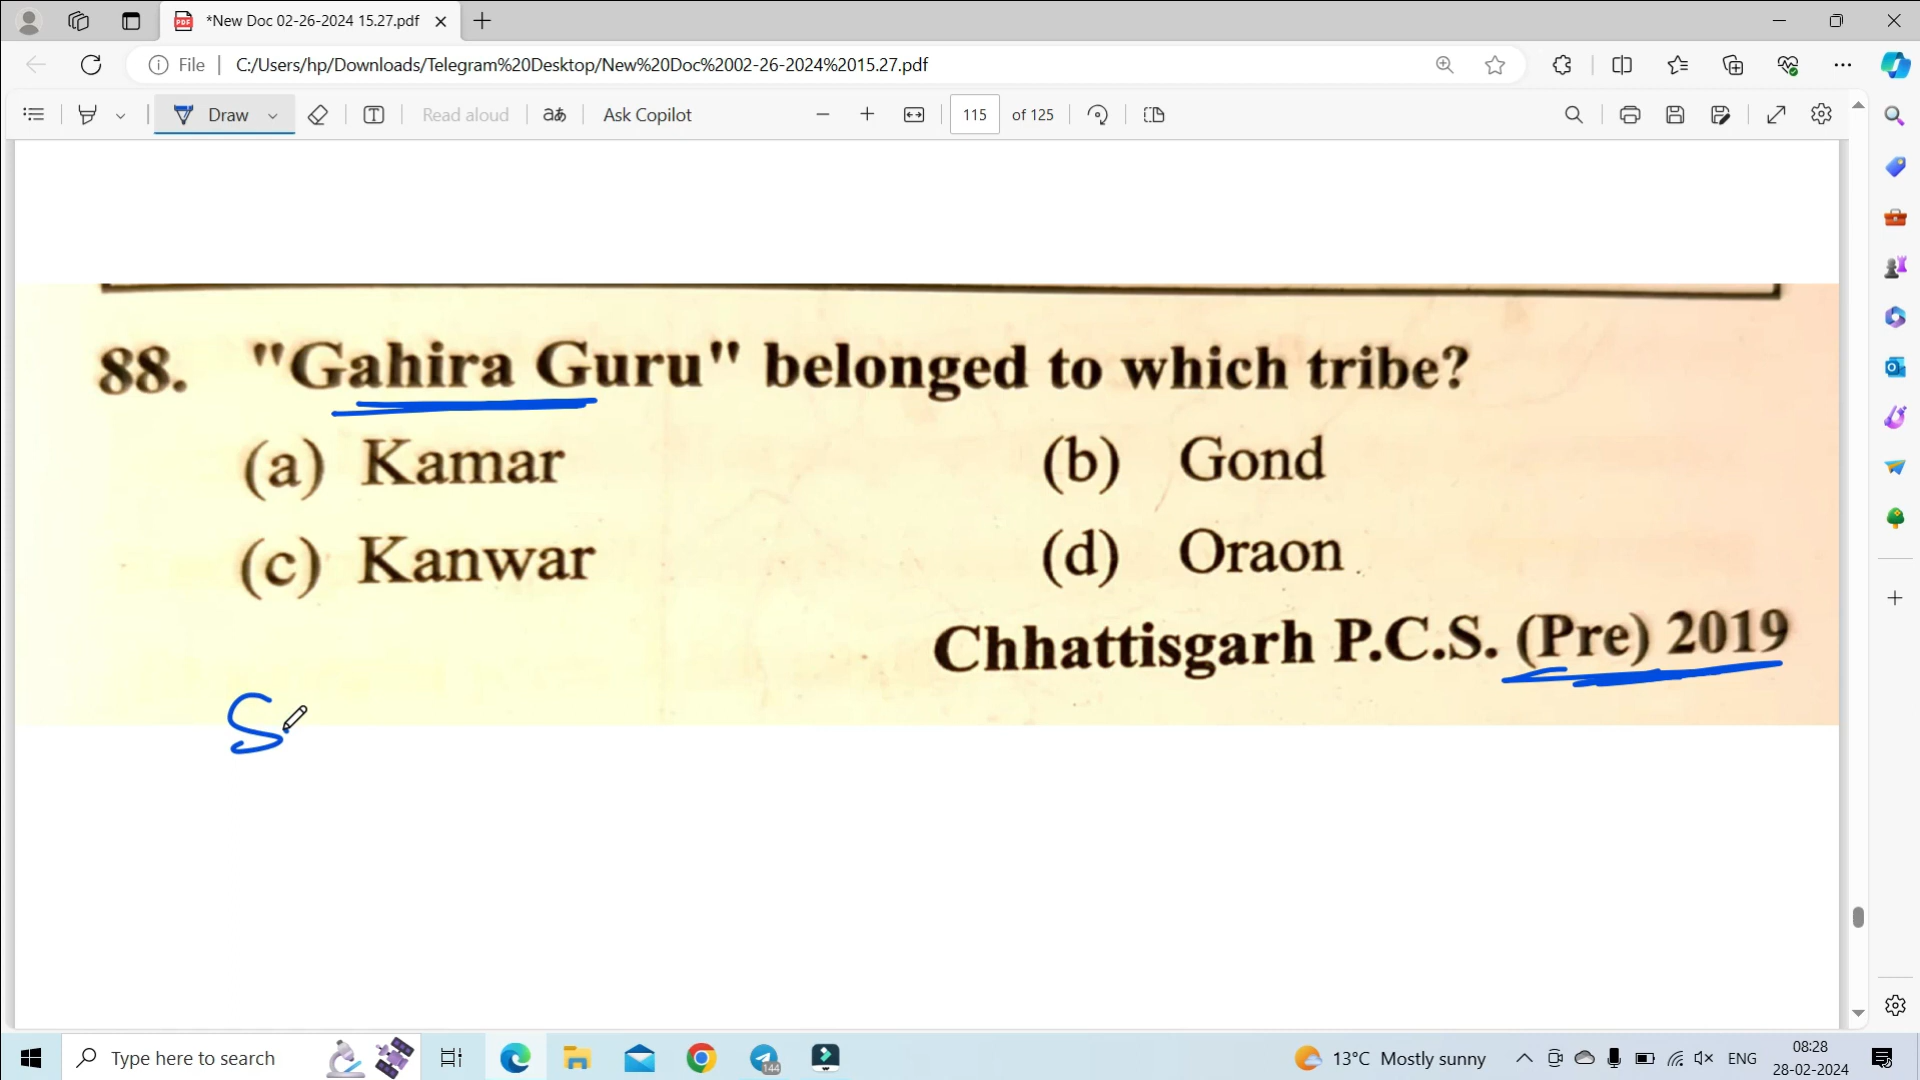 *New Doc 02-26-2024 15.27.pdf
File C:/Users/hp/Downloads/Telegram%20Desktop/New%20Doc%2002-26-2024%2015.27.pdf
Draw Read aloud aあ Ask Copilot 115 of 125
88. "Gahira Guru" belonged to which tribe?
(a) Kamar (b) Gond
(c) Kanwar (d) Oraon
Chhattisgarh P.C.S. (Pre) 2019
S
Type here to search 144 13°C Mostly sunny ENG 08:28
28-02-2024